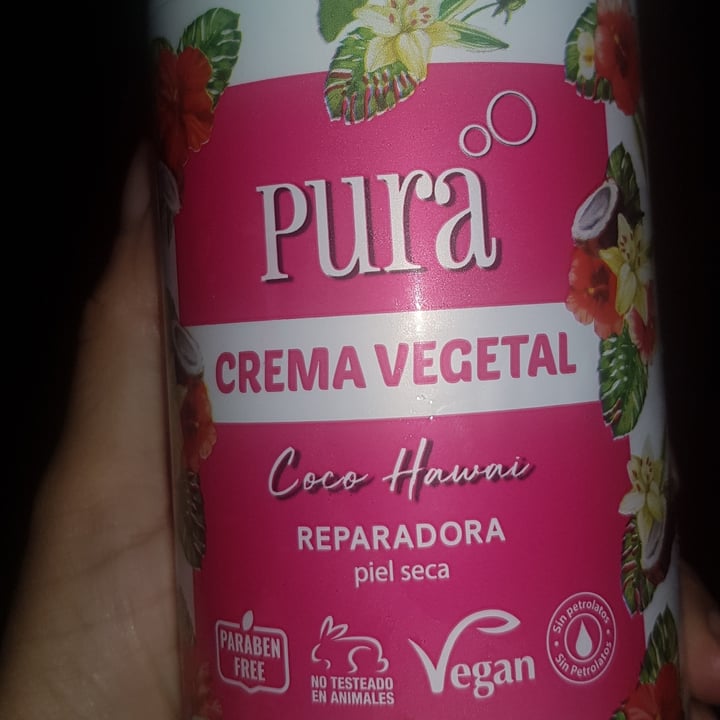 pura
CREMA VEGETAL
Coco Hawai
REPARADORA
piel seca
PARABEN
FREE
NO TESTEADO
EN ANIMALES
Vegan
Sin petrolatos
Sin Petrolatos